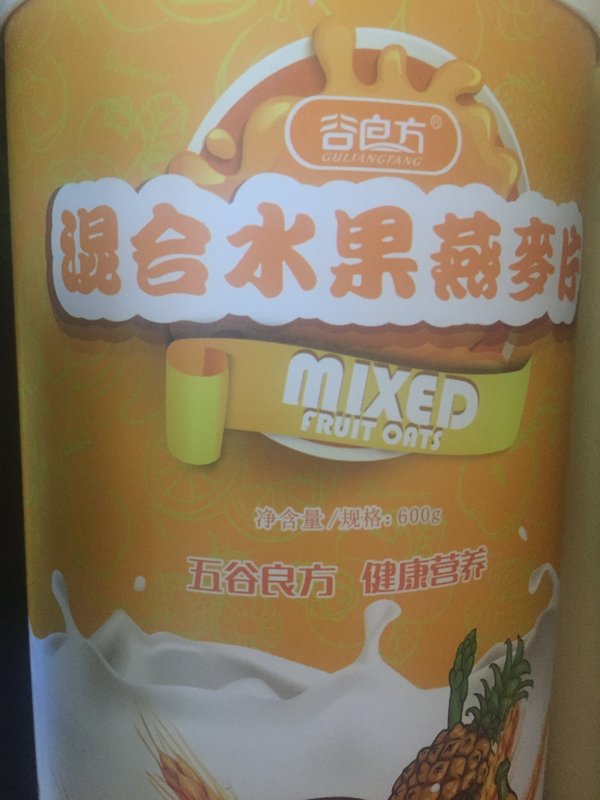 谷良方®
GULIANGFANG
混合水果燕麥片
MIXED
FRUIT OATS
净含量/规格:600g
五谷良方 健康营养